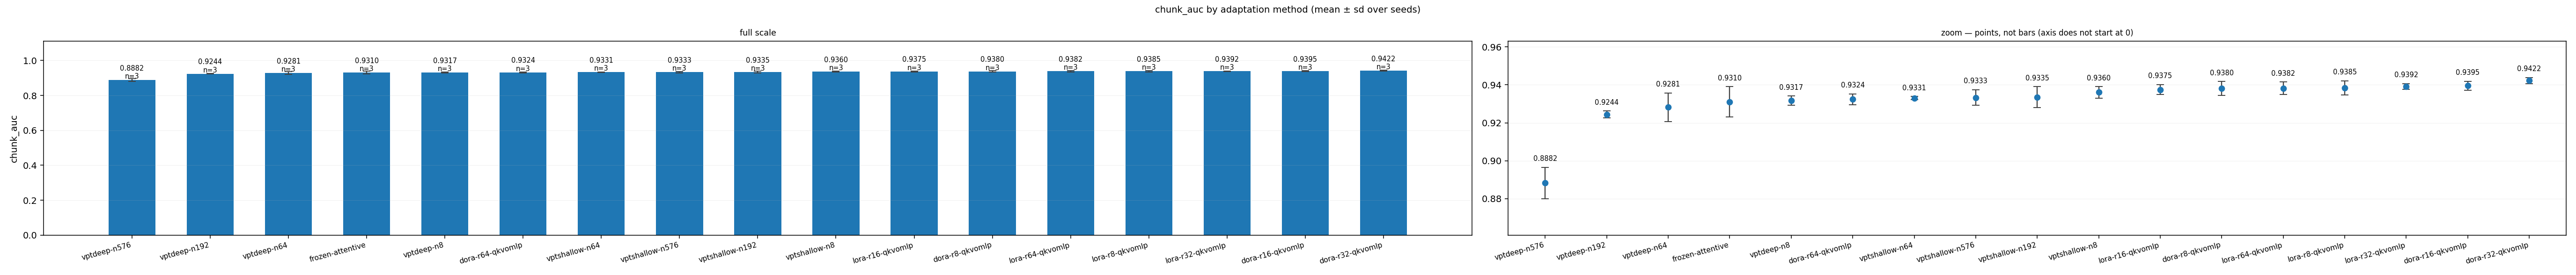 chunk_auc by adaptation method (mean ± sd over seeds)
full scale
chunk_auc
1.0
0.8
0.6
0.4
0.2
0.0
0.8882
n=3
0.9244
n=3
0.9281
n=3
0.9310
n=3
0.9317
n=3
0.9324
n=3
0.9331
n=3
0.9333
n=3
0.9335
n=3
0.9360
n=3
0.9375
n=3
0.9380
n=3
0.9382
n=3
0.9385
n=3
0.9392
n=3
0.9395
n=3
0.9422
n=3
vptdeep-n576
vptdeep-n192
vptdeep-n64
frozen-attentive
vptdeep-n8
dora-r64-qkvomlp
vptshallow-n64
vptshallow-n576
vptshallow-n192
vptshallow-n8
lora-r16-qkvomlp
dora-r8-qkvomlp
lora-r64-qkvomlp
lora-r8-qkvomlp
lora-r32-qkvomlp
dora-r16-qkvomlp
dora-r32-qkvomlp
zoom — points, not bars (axis does not start at 0)
0.96
0.94
0.92
0.90
0.88
0.8882
0.9244
0.9281
0.9310
0.9317
0.9324
0.9331
0.9333
0.9335
0.9360
0.9375
0.9380
0.9382
0.9385
0.9392
0.9395
0.9422
vptdeep-n576
vptdeep-n192
vptdeep-n64
frozen-attentive
vptdeep-n8
dora-r64-qkvomlp
vptshallow-n64
vptshallow-n576
vptshallow-n192
vptshallow-n8
lora-r16-qkvomlp
dora-r8-qkvomlp
lora-r64-qkvomlp
lora-r8-qkvomlp
lora-r32-qkvomlp
dora-r16-qkvomlp
dora-r32-qkvomlp